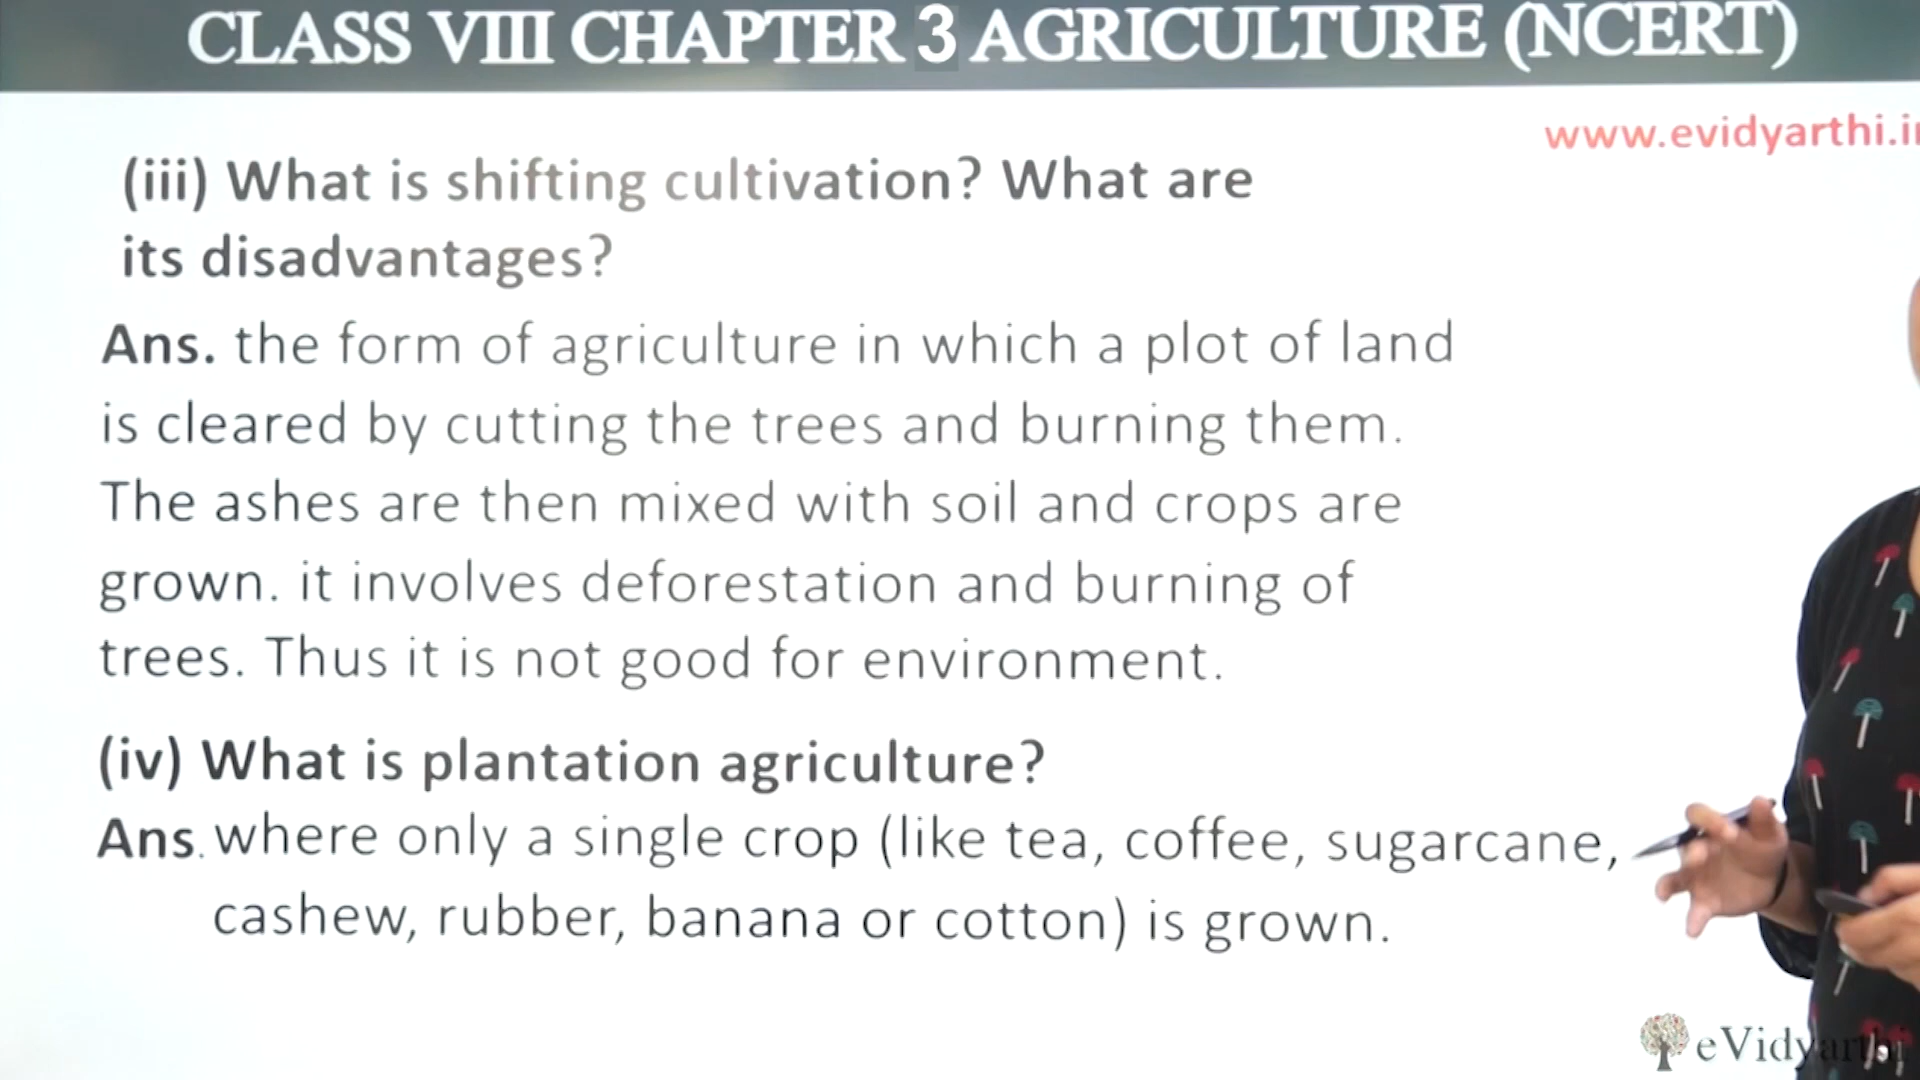 CLASS VIII CHAPTER 3 AGRICULTURE (NCERT)
www.evidyarthi.i
(iii) What is shifting cultivation? What are
its disadvantages?
Ans. the form of agriculture in which a plot of land
is cleared by cutting the trees and burning them.
The ashes are then mixed with soil and crops are
grown. it involves deforestation and burning of
trees. Thus it is not good for environment.
(iv) What is plantation agriculture?
Ans. where only a single crop (like tea, coffee, sugarcane,
cashew, rubber, banana or cotton) is grown.
eVidyarthi